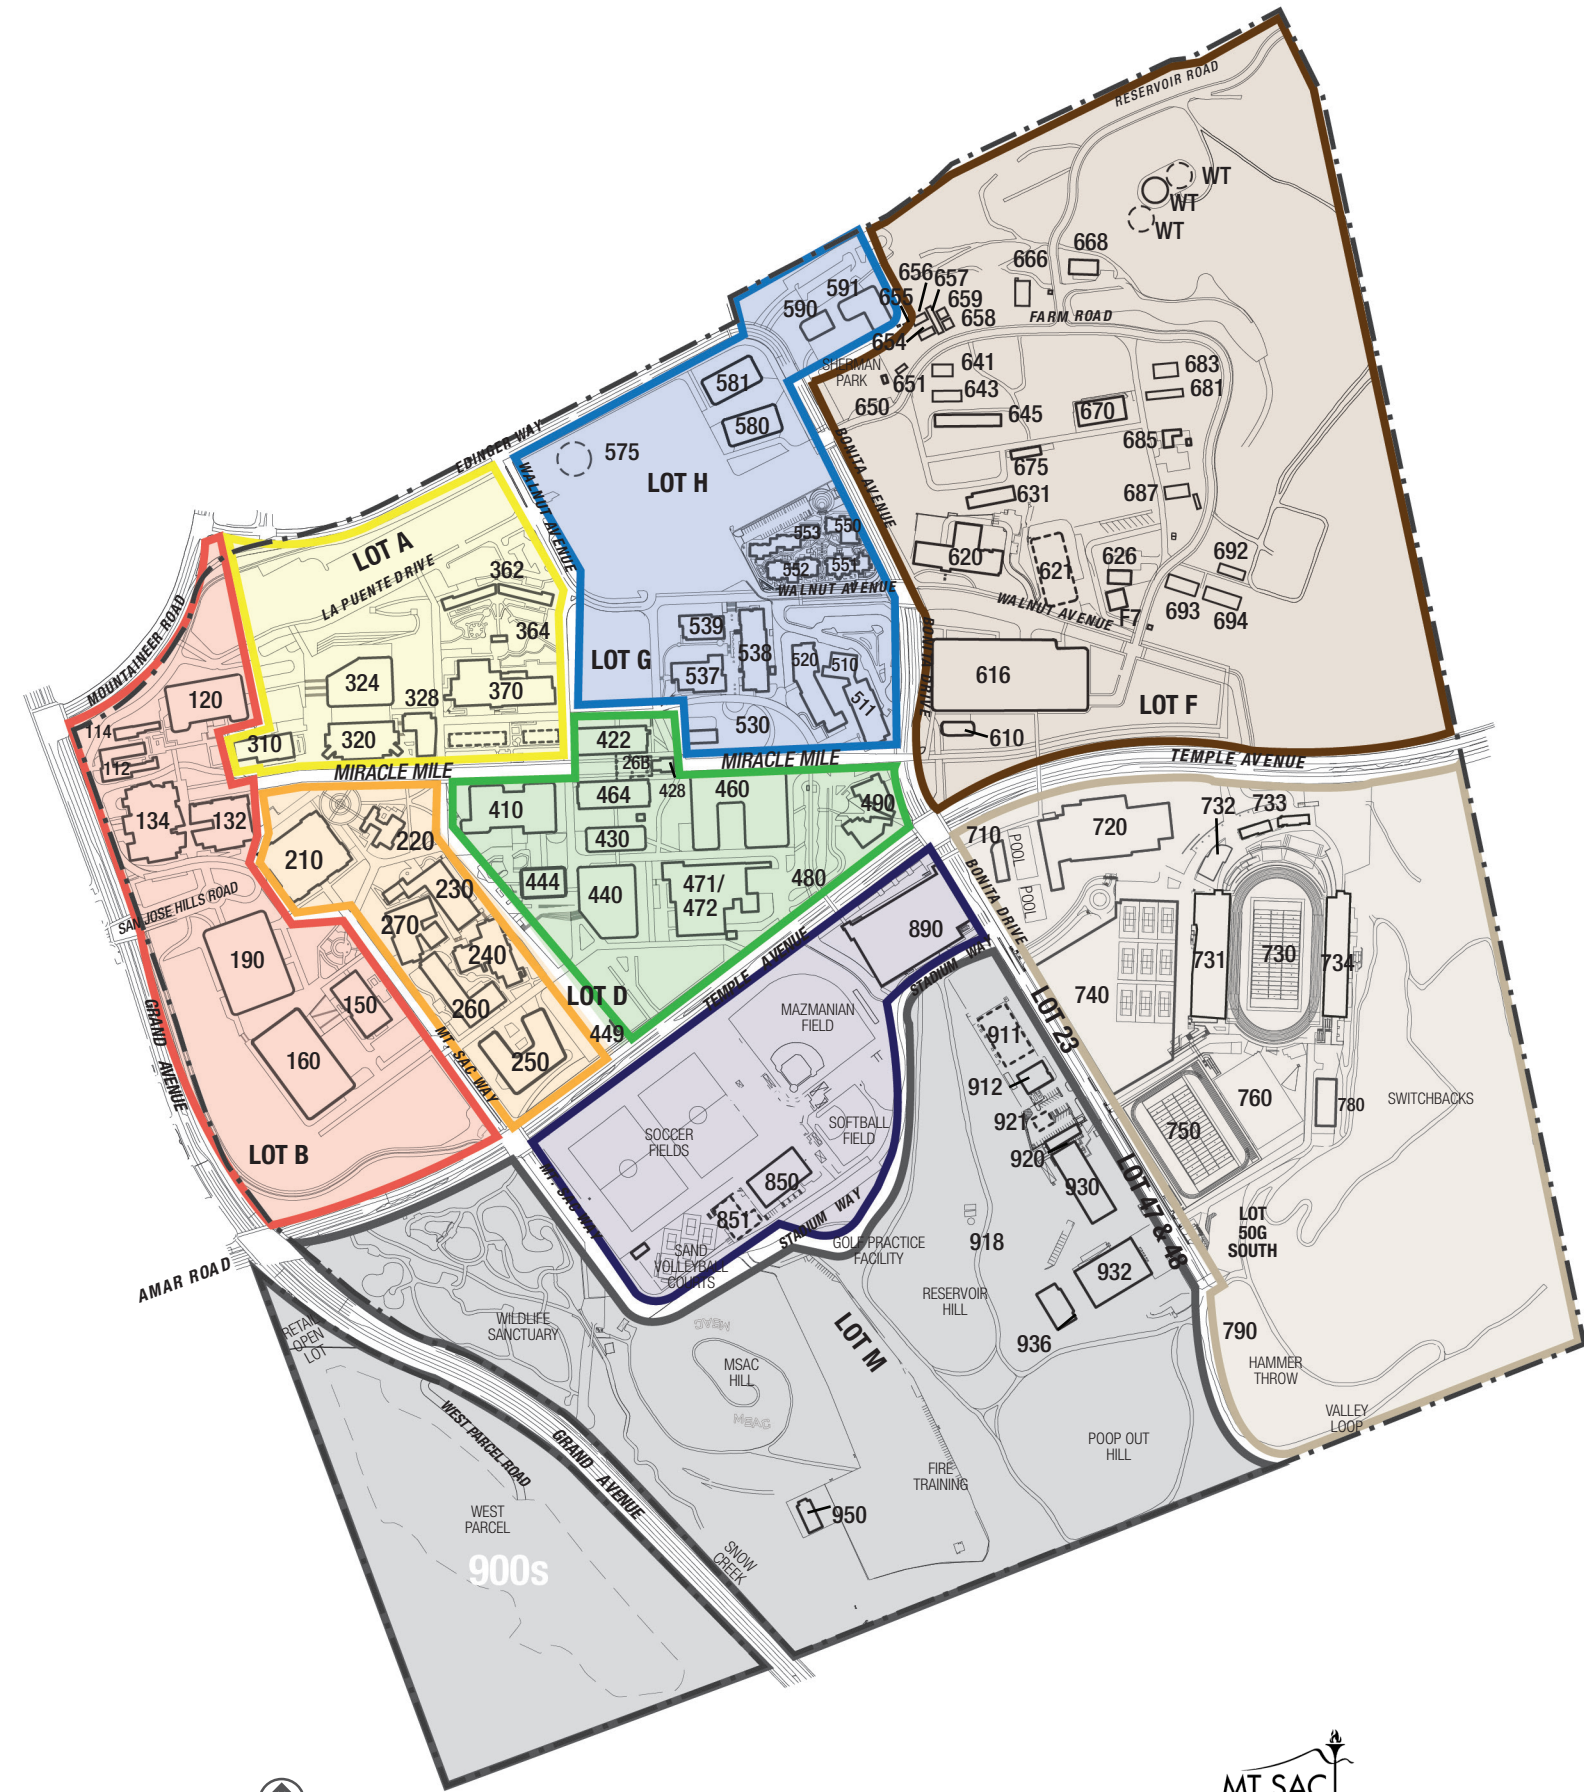 RESERVOIR ROAD
WT
WT
WT
668
666
656
657
591
655
659
590
658
FARM ROAD
654
SHERMAN
PARK
641
683
581
651
643
681
650
645
670
580
685
EDINGER WAY
575
BONITA AVENUE
675
LOT H
631
687
WALNUT AVENUE
550
553
LOT A
620
692
551
626
552
362
621
LA PUENTE DRIVE
WALNUT AVENUE
WALNUT AVENUE
693
MOUNTAINEER ROAD
F7
694
539
364
538
BONITA DRIVE
LOT G
520
510
616
537
324
370
120
328
511
LOT F
530
114
310
320
422
610
MIRACLE MILE
TEMPLE AVENUE
26B
112
MIRACLE MILE
428
460
464
490
410
732
733
134
132
720
220
430
710
210
POOL
444
471/
472
480
230
440
BONITA DRIVE
POOL
SAN JOSE HILLS ROAD
270
890
190
240
TEMPLE AVENUE
STADIUM WAY
731
730
734
LOT D
740
150
260
MAZMANIAN
FIELD
LOT 23
GRAND AVENUE
449
911
160
250
MT. SAC WAY
912
760
780
SWITCHBACKS
921
SOFTBALL
FIELD
750
SOCCER
FIELDS
LOT B
920
850
930
LOT 47 & 48
MT. SAC WAY
851
STADIUM WAY
LOT
50G
SOUTH
GOLF PRACTICE
FACILITY
918
SAND
VOLLEYBALL
COURTS
AMAR ROAD
932
RESERVOIR
HILL
RETAIL
OPEN
LOT
WILDLIFE
SANCTUARY
MSAC
LOT M
936
790
MSAC
HILL
HAMMER
THROW
WEST PARCEL ROAD
MSAC
VALLEY
LOOP
GRAND AVENUE
POOP OUT
HILL
FIRE
TRAINING
WEST
PARCEL
950
SNOW
CREEK
900s
MT. SAC